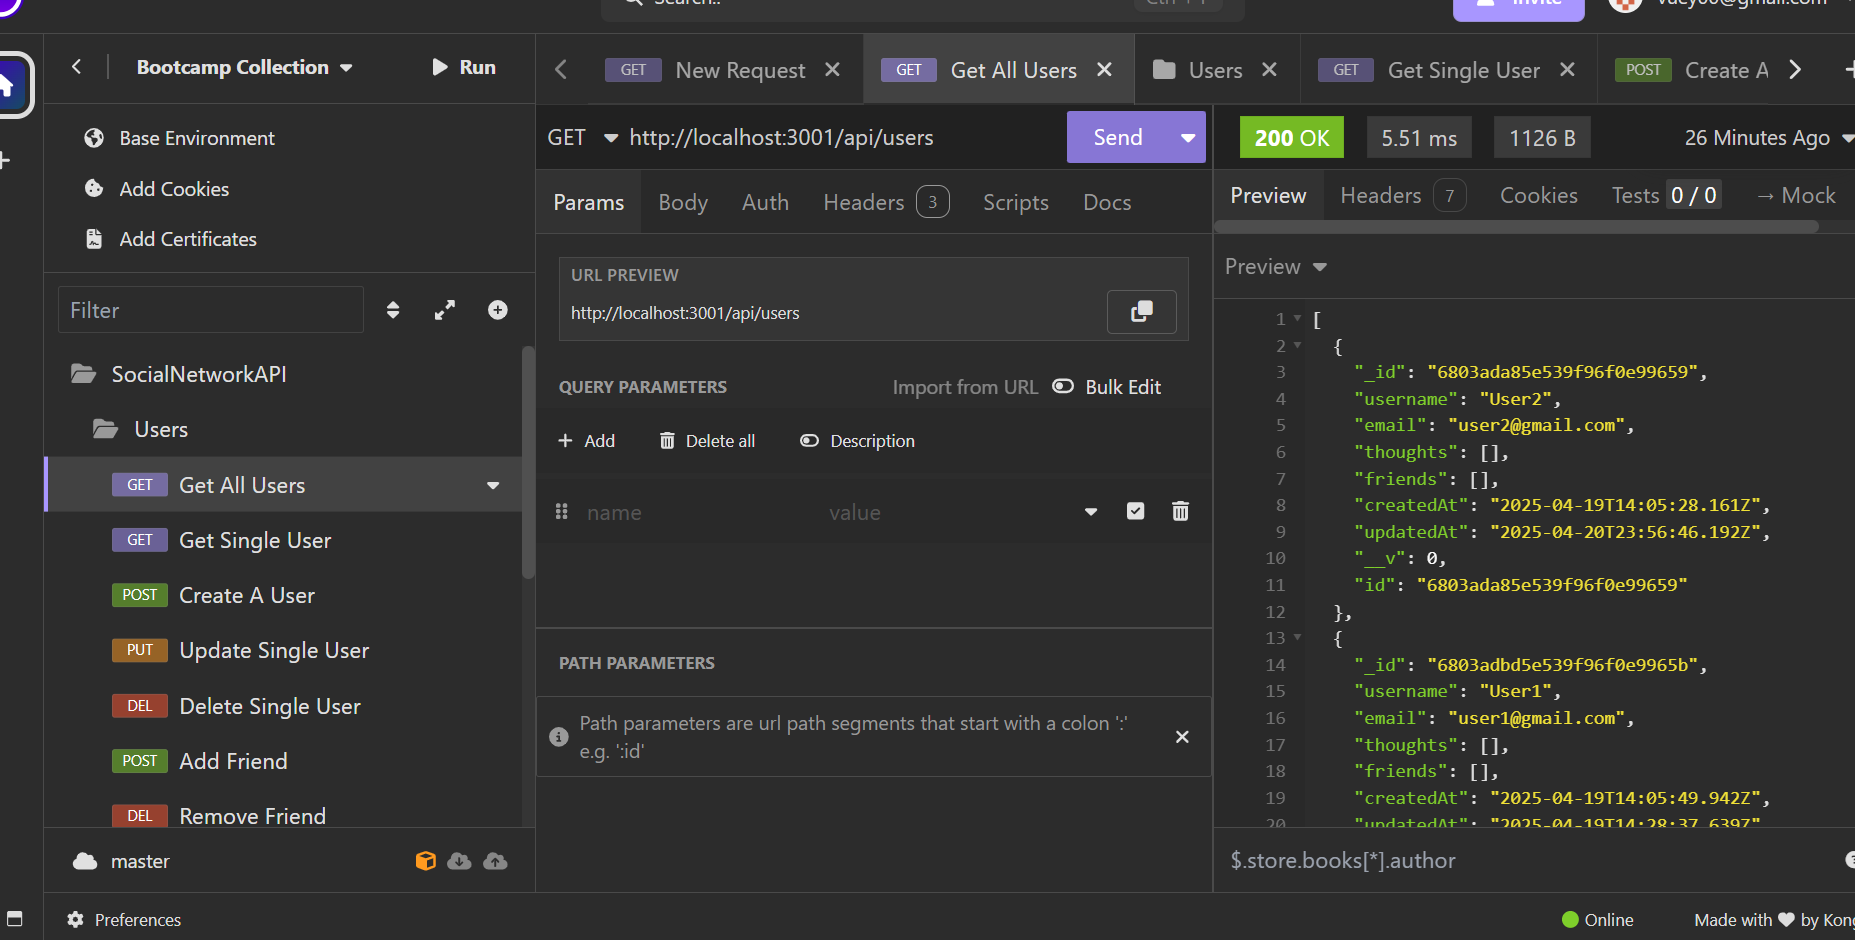 Search..
Ctrl + P
Invite
Bootcamp Collection
Run
GET New Request
GET Get All Users
Users
GET Get Single User
POST Create A
Base Environment
Add Cookies
Add Certificates
Filter
SocialNetworkAPI
Users
GET Get All Users
GET Get Single User
POST Create A User
PUT Update Single User
DEL Delete Single User
POST Add Friend
DEL Remove Friend
master
Preferences
GET http://localhost:3001/api/users
Send
Params Body Auth Headers 3 Scripts Docs
URL PREVIEW
http://localhost:3001/api/users
QUERY PARAMETERS Import from URL Bulk Edit
Add Delete all Description
name value
PATH PARAMETERS
Path parameters are url path segments that start with a colon ':'
e.g. ':id'
200 OK 5.51 ms 1126 B 26 Minutes Ago
Preview Headers 7 Cookies Tests 0 / 0 → Mock
Preview
1 [
2 {
3 "_id": "6803ada85e539f96f0e99659",
4 "username": "User2",
5 "email": "user2@gmail.com",
6 "thoughts": [],
7 "friends": [],
8 "createdAt": "2025-04-19T14:05:28.161Z",
9 "updatedAt": "2025-04-20T23:56:46.192Z",
10 "__v": 0,
11 "id": "6803ada85e539f96f0e99659"
12 },
13 {
14 "_id": "6803adbd5e539f96f0e9965b",
15 "username": "User1",
16 "email": "user1@gmail.com",
17 "thoughts": [],
18 "friends": [],
19 "createdAt": "2025-04-19T14:05:49.942Z",
20 "updatedAt": "2025-04-19T14:28:37.639Z"
$.store.books[*].author
Online
Made with ♥ by Kong